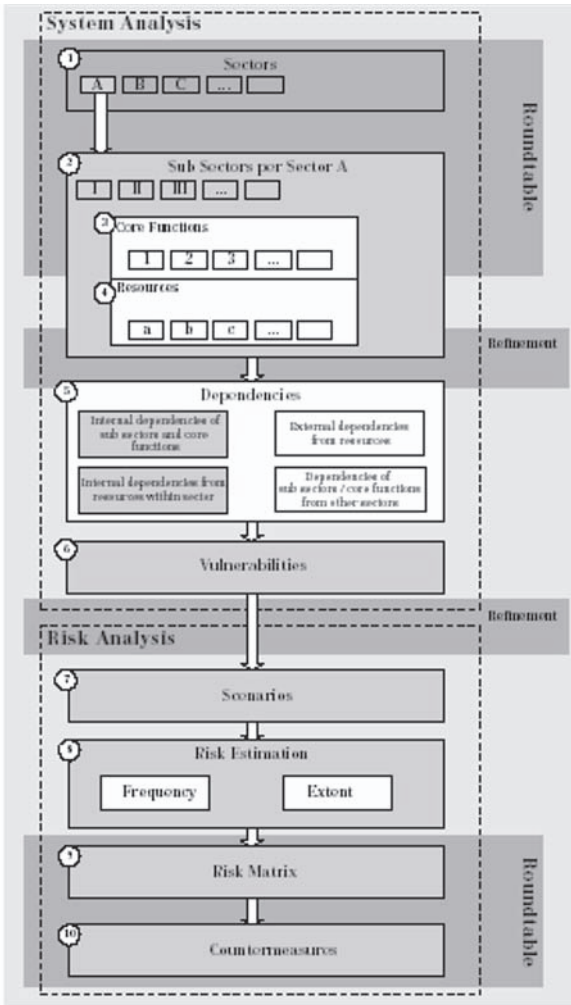 System Analysis
1
Sectors
A B C ...
Roundtable
2
Sub Sectors per Sector A
I II III ...
3
Core Functions
1 2 3 ...
4
Resources
a b c ...
Refinement
5
Dependencies
Internal dependencies of
sub sectors and core
functions
External dependencies
from resources
Internal dependencies from
resources within sector
Dependencies of
sub sectors / core functions
from other sectors
6
Vulnerabilities
Refinement
Risk Analysis
7
Scenarios
8
Risk Estimation
Frequency
Extent
9
Risk Matrix
Roundtable
10
Countermeasures